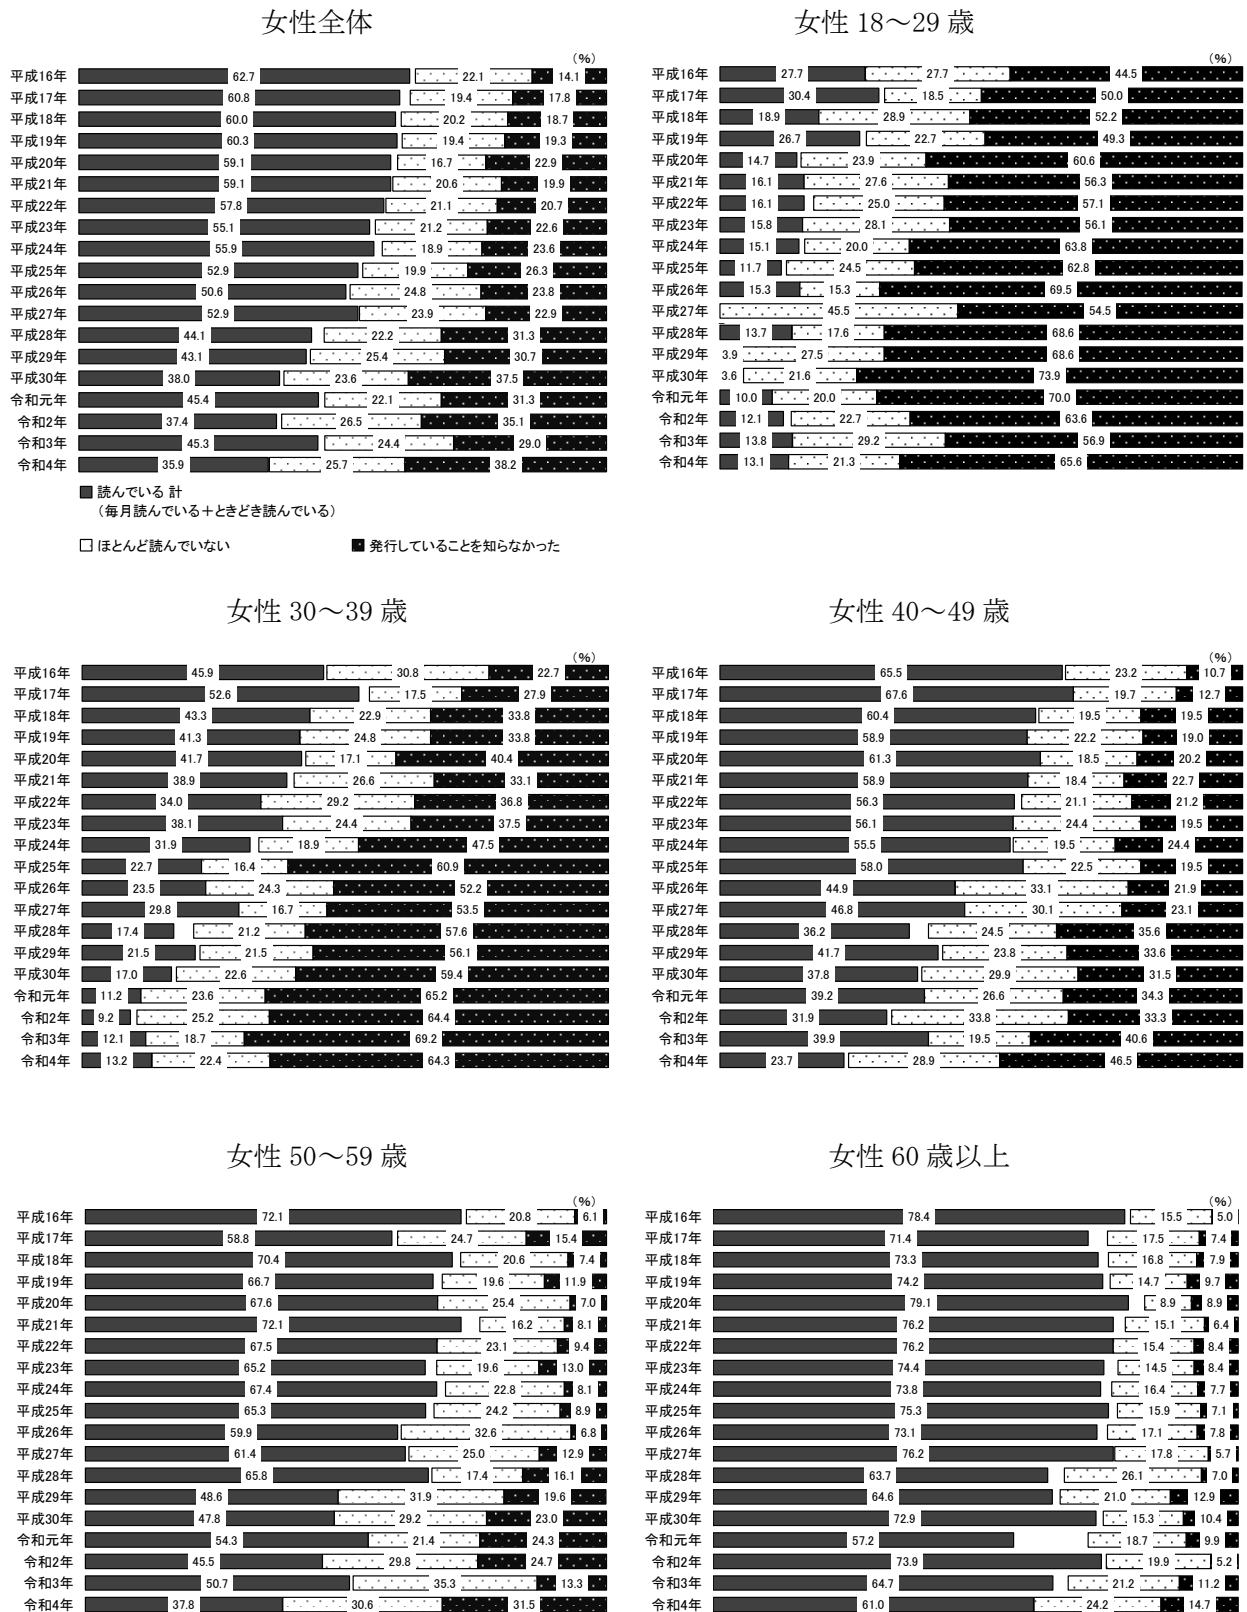 女性全体
(%)
平成16年 62.7 22.1 14.1
平成17年 60.8 19.4 17.8
平成18年 60.0 20.2 18.7
平成19年 60.3 19.4 19.3
平成20年 59.1 16.7 22.9
平成21年 59.1 20.6 19.9
平成22年 57.8 21.1 20.7
平成23年 55.1 21.2 22.6
平成24年 55.9 18.9 23.6
平成25年 52.9 19.9 26.3
平成26年 50.6 24.8 23.8
平成27年 52.9 23.9 22.9
平成28年 44.1 22.2 31.3
平成29年 43.1 25.4 30.7
平成30年 38.0 23.6 37.5
令和元年 45.4 22.1 31.3
令和2年 37.4 26.5 35.1
令和3年 45.3 24.4 29.0
令和4年 35.9 25.7 38.2
読んでいる 計
（毎月読んでいる＋ときどき読んでいる）
ほとんど読んでいない
発行していることを知らなかった
女性 18～29 歳
(%)
平成16年 27.7 27.7 44.5
平成17年 30.4 18.5 50.0
平成18年 18.9 28.9 52.2
平成19年 26.7 22.7 49.3
平成20年 14.7 23.9 60.6
平成21年 16.1 27.6 56.3
平成22年 16.1 25.0 57.1
平成23年 15.8 28.1 56.1
平成24年 15.1 20.0 63.8
平成25年 11.7 24.5 62.8
平成26年 15.3 15.3 69.5
平成27年 45.5 54.5
平成28年 13.7 17.6 68.6
平成29年 3.9 27.5 68.6
平成30年 3.6 21.6 73.9
令和元年 10.0 20.0 70.0
令和2年 12.1 22.7 63.6
令和3年 13.8 29.2 56.9
令和4年 13.1 21.3 65.6
女性 30～39 歳
(%)
平成16年 45.9 30.8 22.7
平成17年 52.6 17.5 27.9
平成18年 43.3 22.9 33.8
平成19年 41.3 24.8 33.8
平成20年 41.7 17.1 40.4
平成21年 38.9 26.6 33.1
平成22年 34.0 29.2 36.8
平成23年 38.1 24.4 37.5
平成24年 31.9 18.9 47.5
平成25年 22.7 16.4 60.9
平成26年 23.5 24.3 52.2
平成27年 29.8 16.7 53.5
平成28年 17.4 21.2 57.6
平成29年 21.5 21.5 56.1
平成30年 17.0 22.6 59.4
令和元年 11.2 23.6 65.2
令和2年 9.2 25.2 64.4
令和3年 12.1 18.7 69.2
令和4年 13.2 22.4 64.3
女性 40～49 歳
(%)
平成16年 65.5 23.2 10.7
平成17年 67.6 19.7 12.7
平成18年 60.4 19.5 19.5
平成19年 58.9 22.2 19.0
平成20年 61.3 18.5 20.2
平成21年 58.9 18.4 22.7
平成22年 56.3 21.1 21.2
平成23年 56.1 24.4 19.5
平成24年 55.5 19.5 24.4
平成25年 58.0 22.5 19.5
平成26年 44.9 33.1 21.9
平成27年 46.8 30.1 23.1
平成28年 36.2 24.5 35.6
平成29年 41.7 23.8 33.6
平成30年 37.8 29.9 31.5
令和元年 39.2 26.6 34.3
令和2年 31.9 33.8 33.3
令和3年 39.9 19.5 40.6
令和4年 23.7 28.9 46.5
女性 50～59 歳
(%)
平成16年 72.1 20.8 6.1
平成17年 58.8 24.7 15.4
平成18年 70.4 20.6 7.4
平成19年 66.7 19.6 11.9
平成20年 67.6 25.4 7.0
平成21年 72.1 16.2 8.1
平成22年 67.5 23.1 9.4
平成23年 65.2 19.6 13.0
平成24年 67.4 22.8 8.1
平成25年 65.3 24.2 8.9
平成26年 59.9 32.6 6.8
平成27年 61.4 25.0 12.9
平成28年 65.8 17.4 16.1
平成29年 48.6 31.9 19.6
平成30年 47.8 29.2 23.0
令和元年 54.3 21.4 24.3
令和2年 45.5 29.8 24.7
令和3年 50.7 35.3 13.3
令和4年 37.8 30.6 31.5
女性 60 歳以上
(%)
平成16年 78.4 15.5 5.0
平成17年 71.4 17.5 7.4
平成18年 73.3 16.8 7.9
平成19年 74.2 14.7 9.7
平成20年 79.1 8.9 8.9
平成21年 76.2 15.1 6.4
平成22年 76.2 15.4 8.4
平成23年 74.4 14.5 8.4
平成24年 73.8 16.4 7.7
平成25年 75.3 15.9 7.1
平成26年 73.1 17.1 7.8
平成27年 76.2 17.8 5.7
平成28年 63.7 26.1 7.0
平成29年 64.6 21.0 12.9
平成30年 72.9 15.3 10.4
令和元年 57.2 18.7 9.9
令和2年 73.9 19.9 5.2
令和3年 64.7 21.2 11.2
令和4年 61.0 24.2 14.7